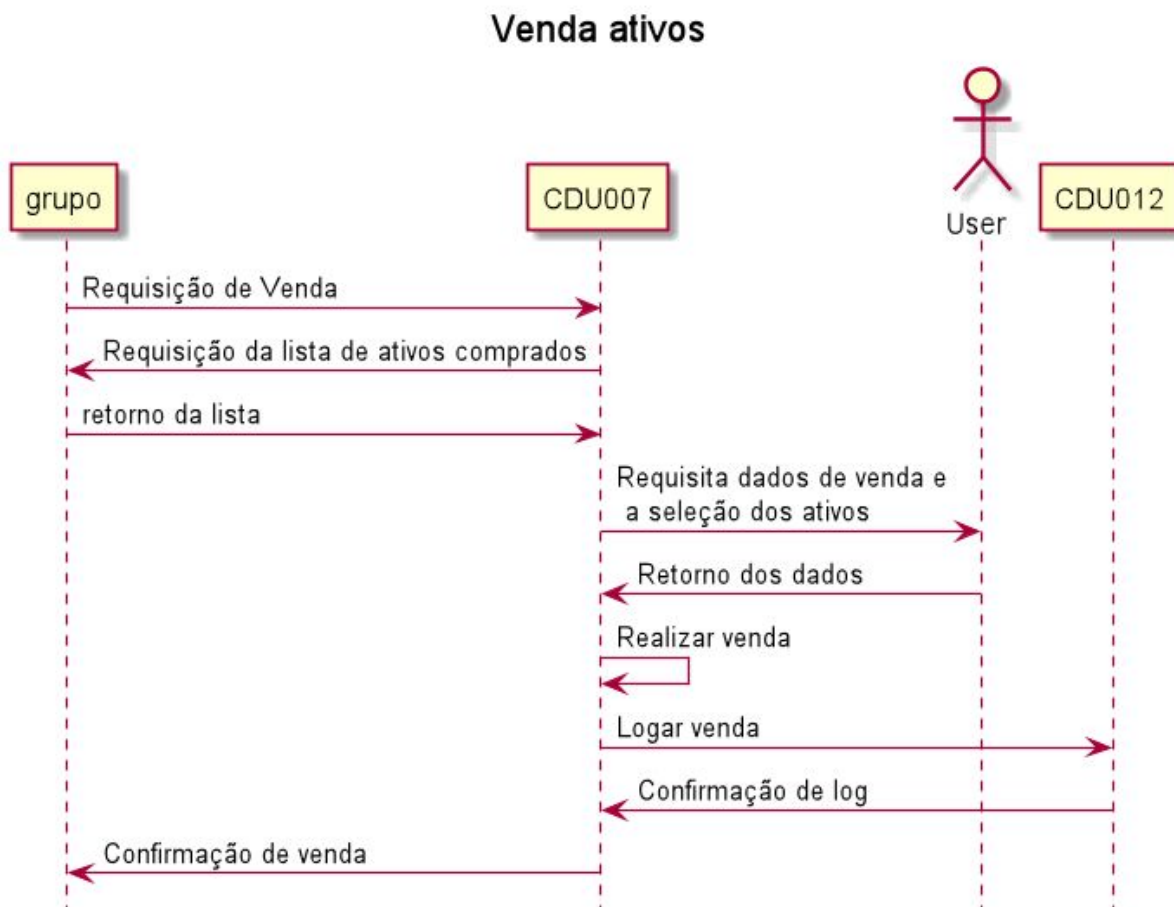 Venda ativos
grupo
CDU007
User
CDU012
Requisição de Venda
Requisição da lista de ativos comprados
retorno da lista
Requisita dados de venda e
a seleção dos ativos
Retorno dos dados
Realizar venda
Logar venda
Confirmação de log
Confirmação de venda